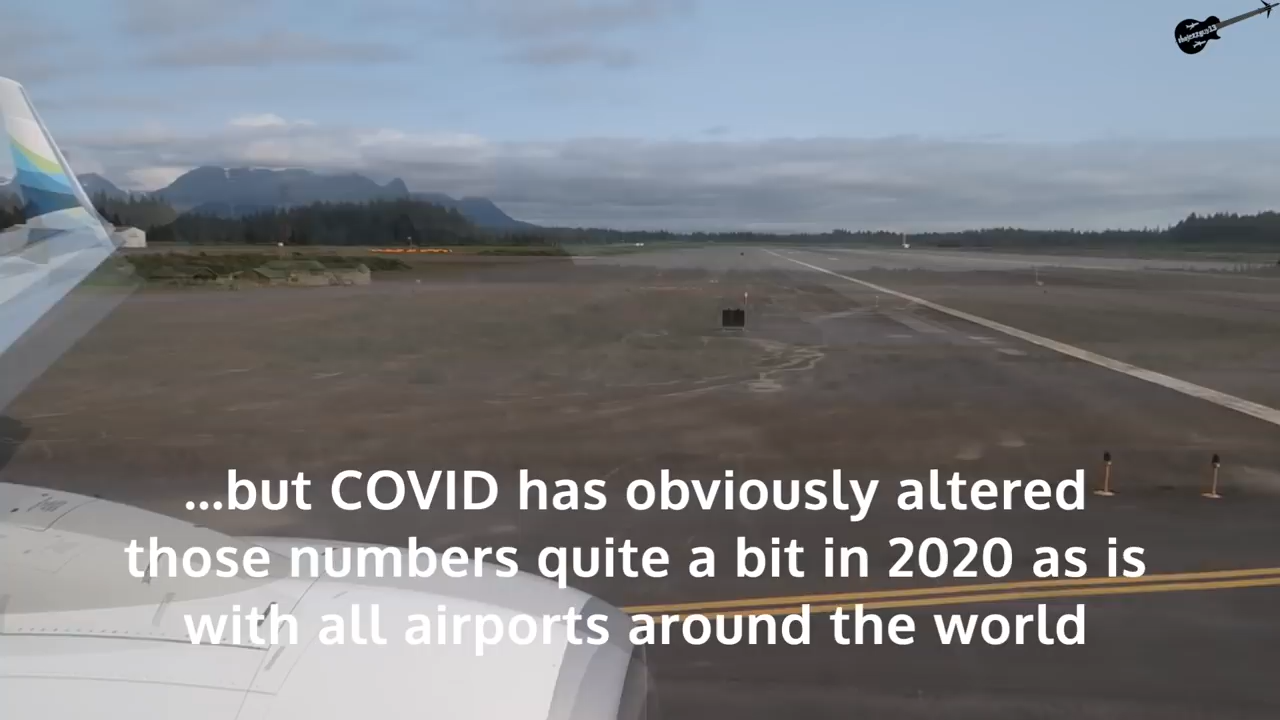 ...but COVID has obviously altered
those numbers quite a bit in 2020 as is
with all airports around the world